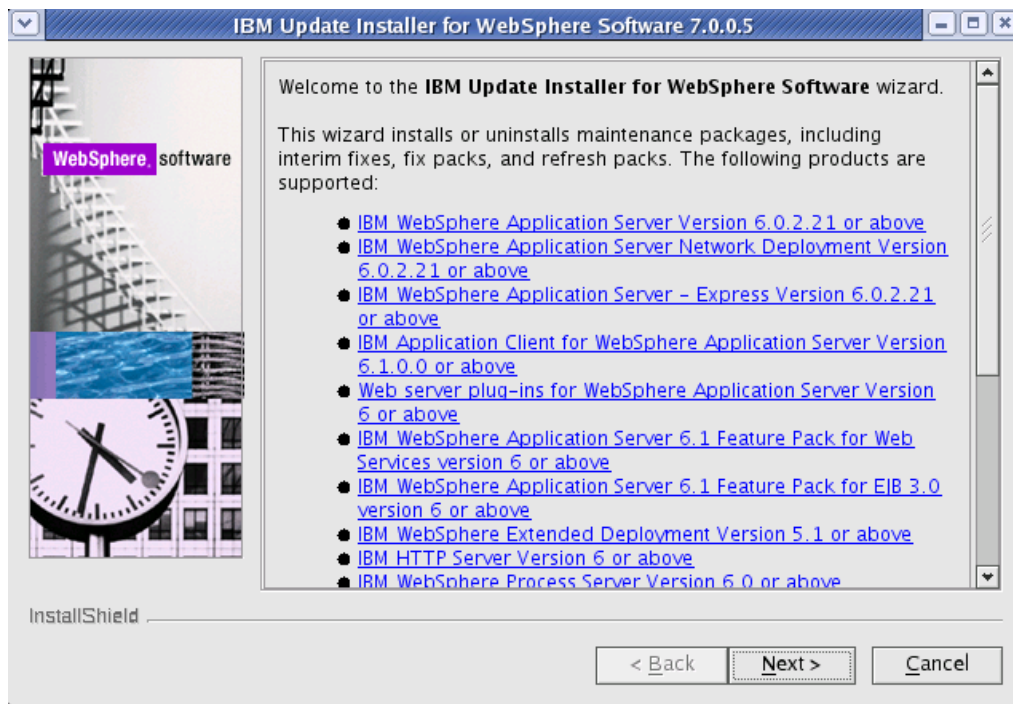 IBM Update Installer for WebSphere Software 7.0.0.5
WebSphere. software
Welcome to the IBM Update Installer for WebSphere Software wizard.
This wizard installs or uninstalls maintenance packages, including
interim fixes, fix packs, and refresh packs. The following products are
supported:
IBM WebSphere Application Server Version 6.0.2.21 or above
IBM WebSphere Application Server Network Deployment Version
6.0.2.21 or above
IBM WebSphere Application Server – Express Version 6.0.2.21
or above
IBM Application Client for WebSphere Application Server Version
6.1.0.0 or above
Web server plug-ins for WebSphere Application Server Version
6 or above
IBM WebSphere Application Server 6.1 Feature Pack for Web
Services version 6 or above
IBM WebSphere Application Server 6.1 Feature Pack for EJB 3.0
version 6 or above
IBM WebSphere Extended Deployment Version 5.1 or above
IBM HTTP Server Version 6 or above
IBM WebSphere Process Server Version 6.0 or above
InstallShield
< Back
Next >
Cancel